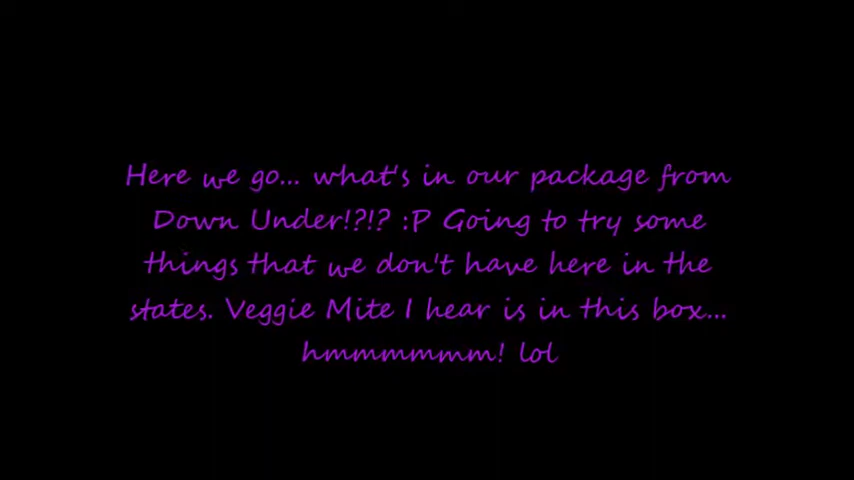 Here we go... what's in our package from
Down Under!?!? :P Going to try some
things that we don't have here in the
states. Veggie Mite I hear is in this box...
hmmmmmmm! lol